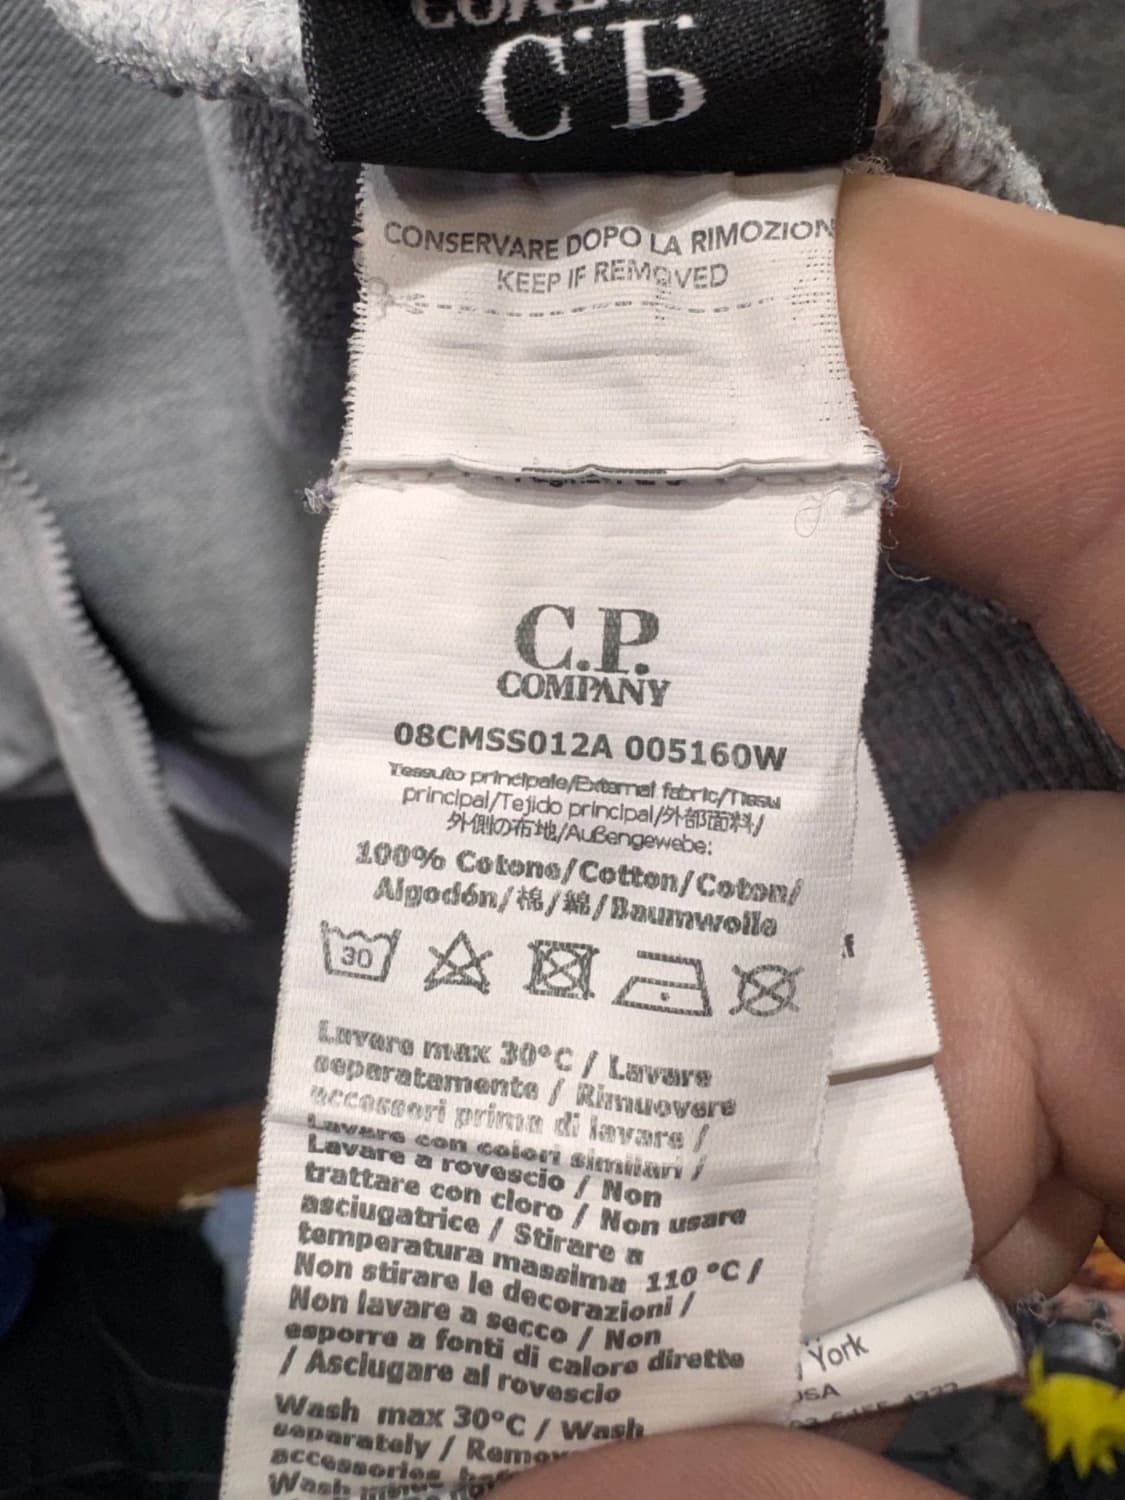 C.P.
CONSERVARE DOPO LA RIMOZION
KEEP IF REMOVED
C.P.
COMPANY
08CMSS012A 005160W
Tessuto principale/External fabric/Tissu
principal/Tejido principal/外部面料/
外側の布地/Außengewebe:
100% Cotone/Cotton/Coton/
Algodón/棉/綿/Baumwolle
30
Lavare max 30°C / Lavare
separatamente / Rimuovere
accessori prima di lavare /
Lavare con colori similari /
Lavare a rovescio / Non
trattare con cloro / Non usare
asciugatrice / Stirare a
temperatura massima 110 °C /
Non stirare le decorazioni /
Non lavare a secco / Non
esporre a fonti di calore dirette
/ Asciugare al rovescio
Wash max 30°C / Wash
separately / Remov
accessories
Wash
York
USA